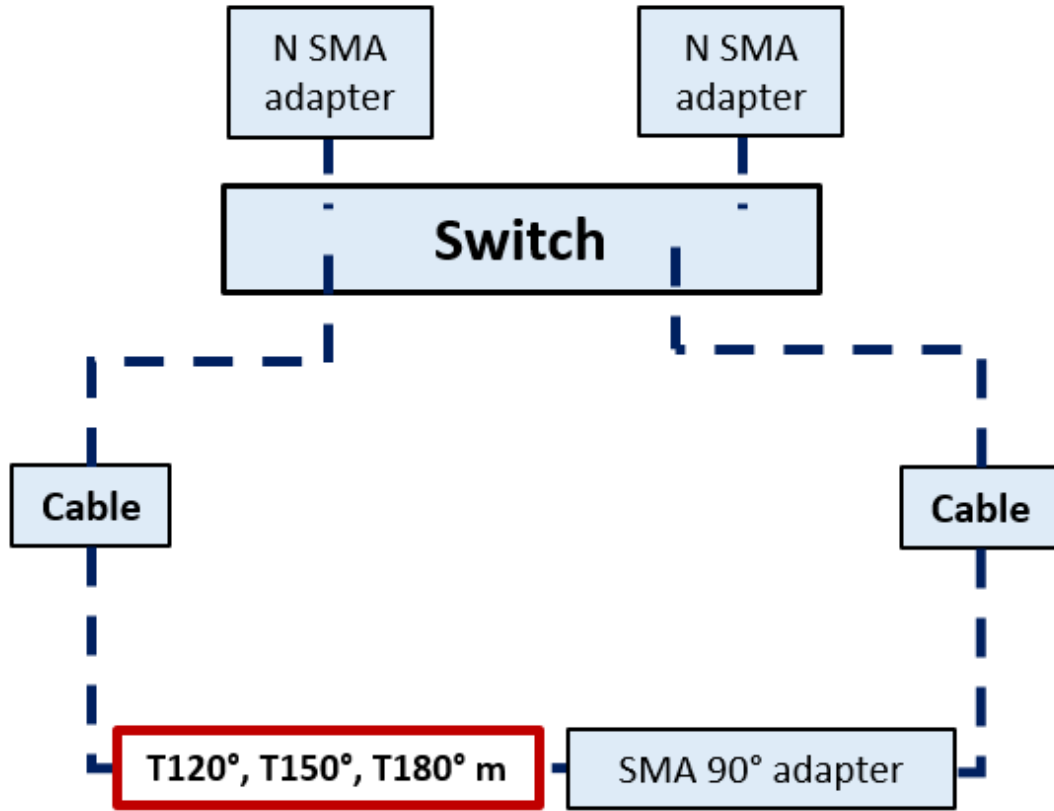 N SMA
adapter
N SMA
adapter
Switch
Cable
Cable
T120°, T150°, T180° m
SMA 90° adapter